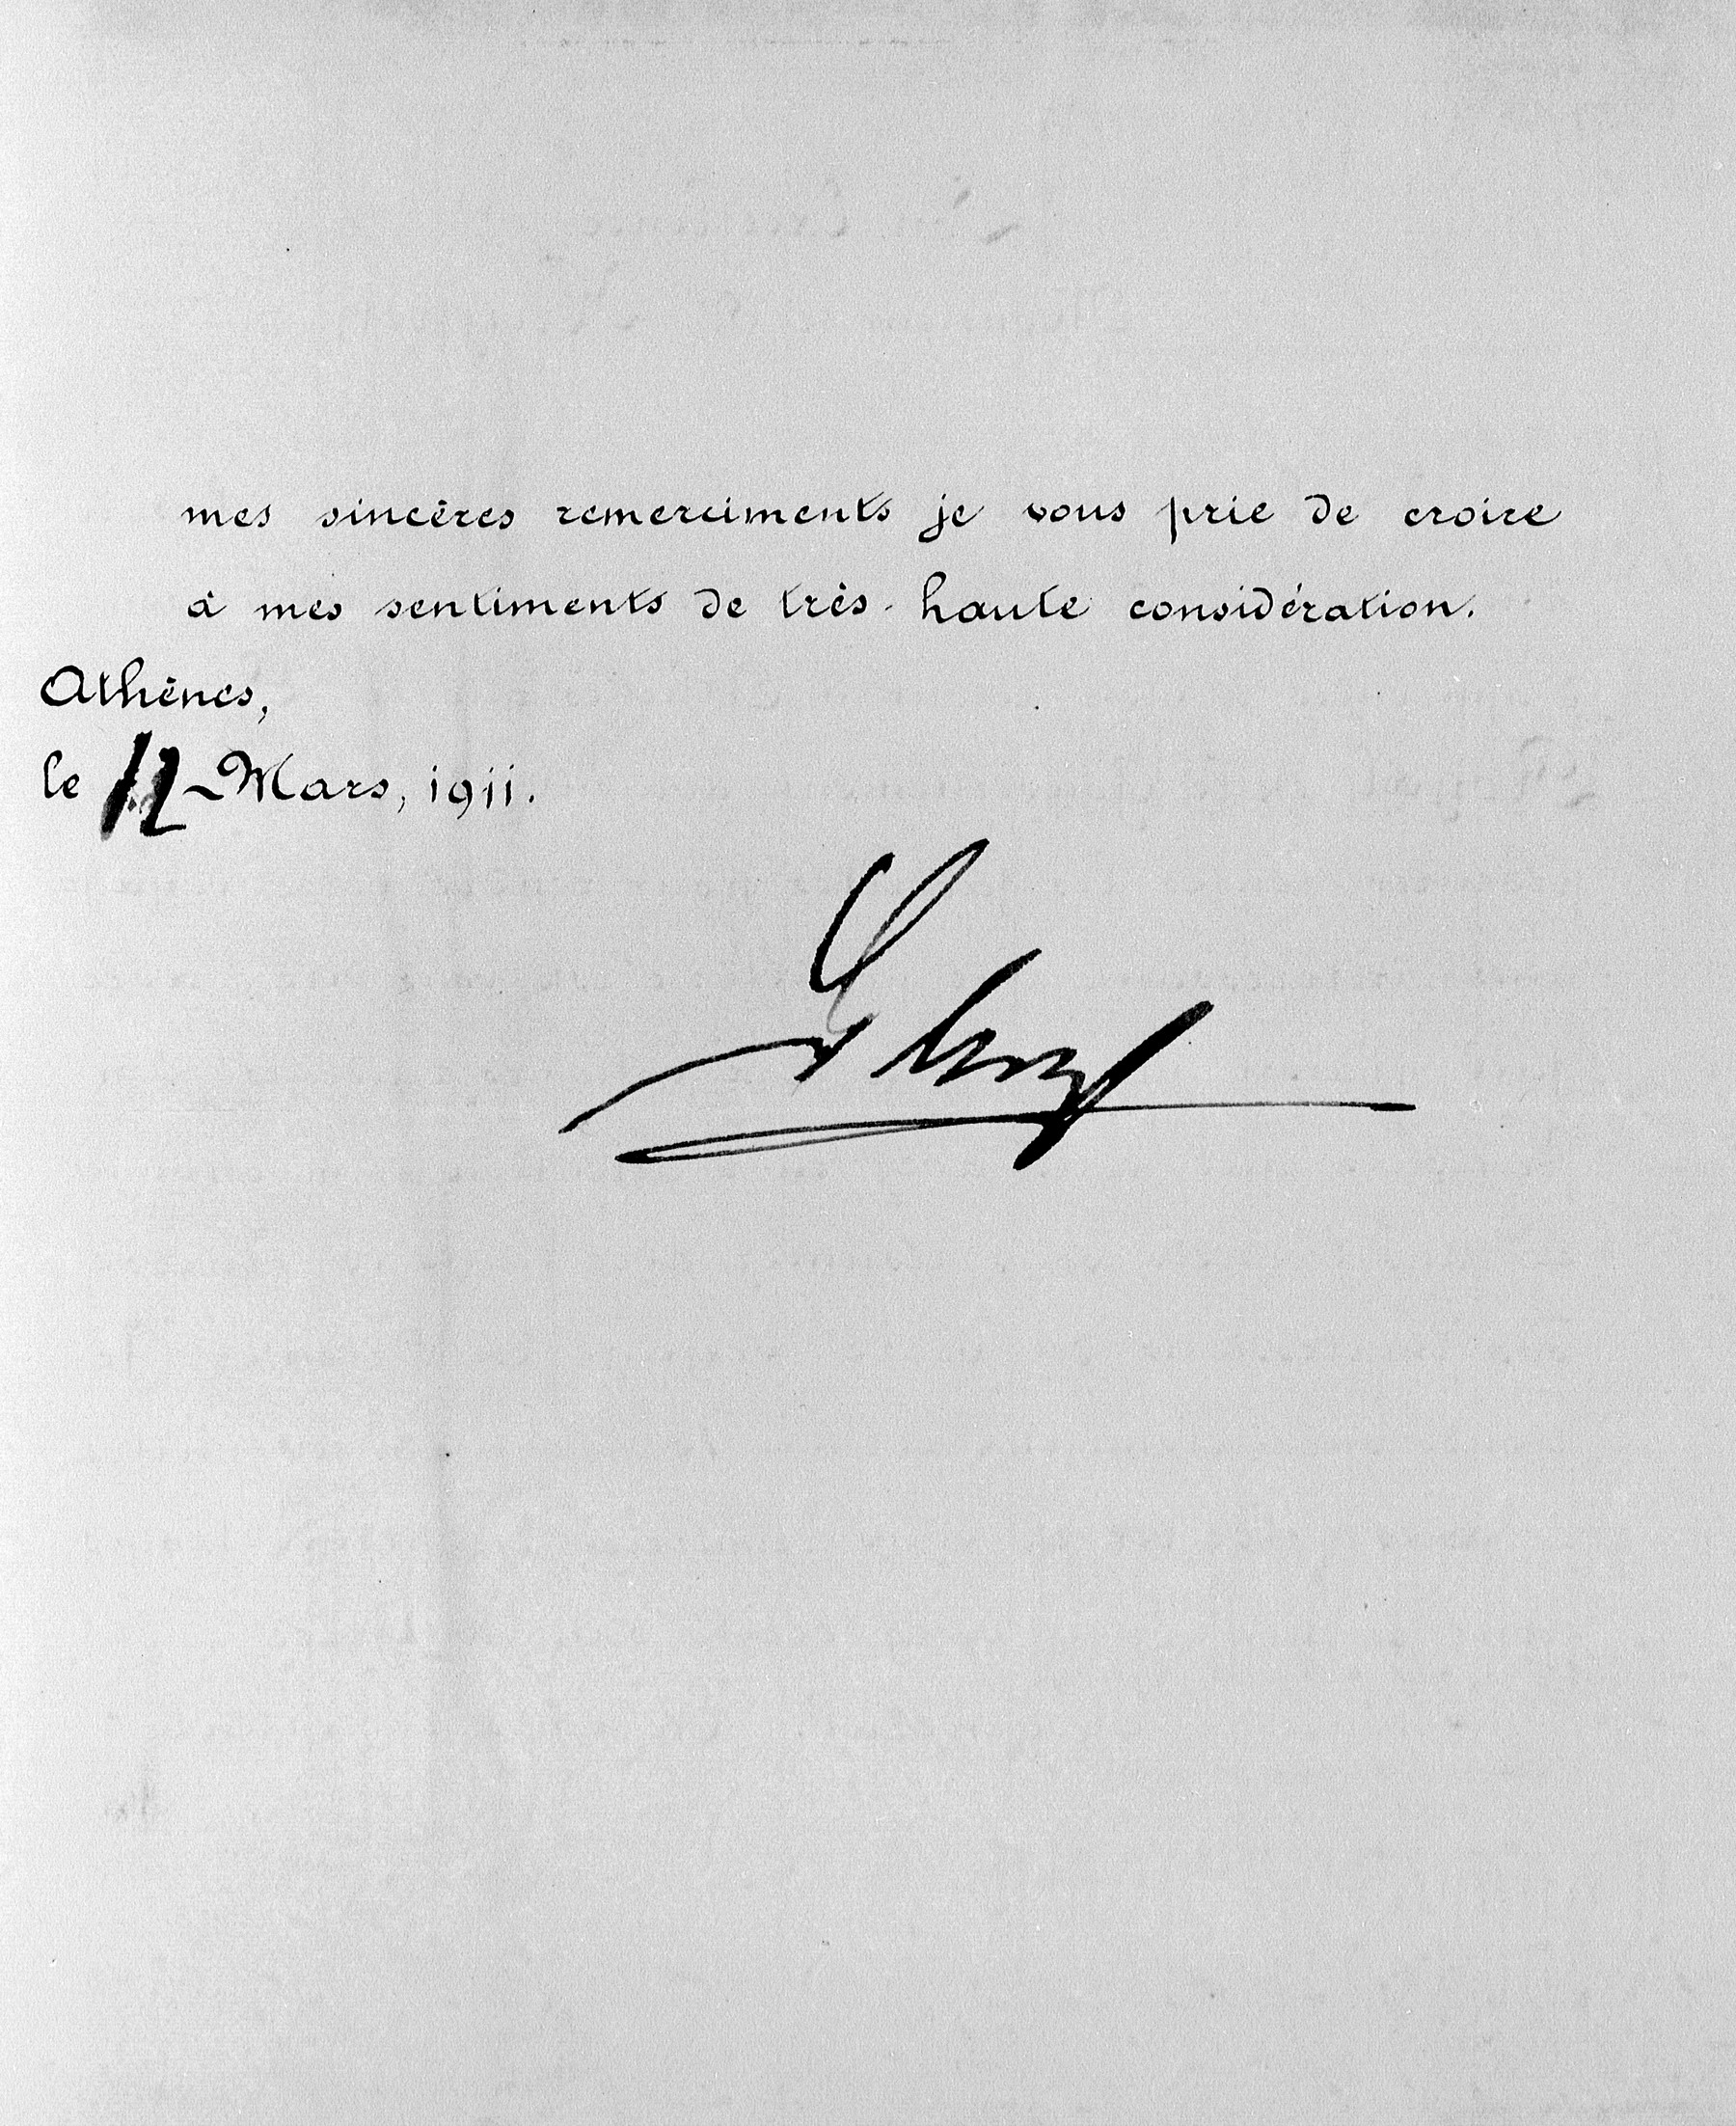 mes sincères remerciments je vous prie de croire
à mes sentiments de très haute considération.
Athènes,
le 12 Mars, 1911.